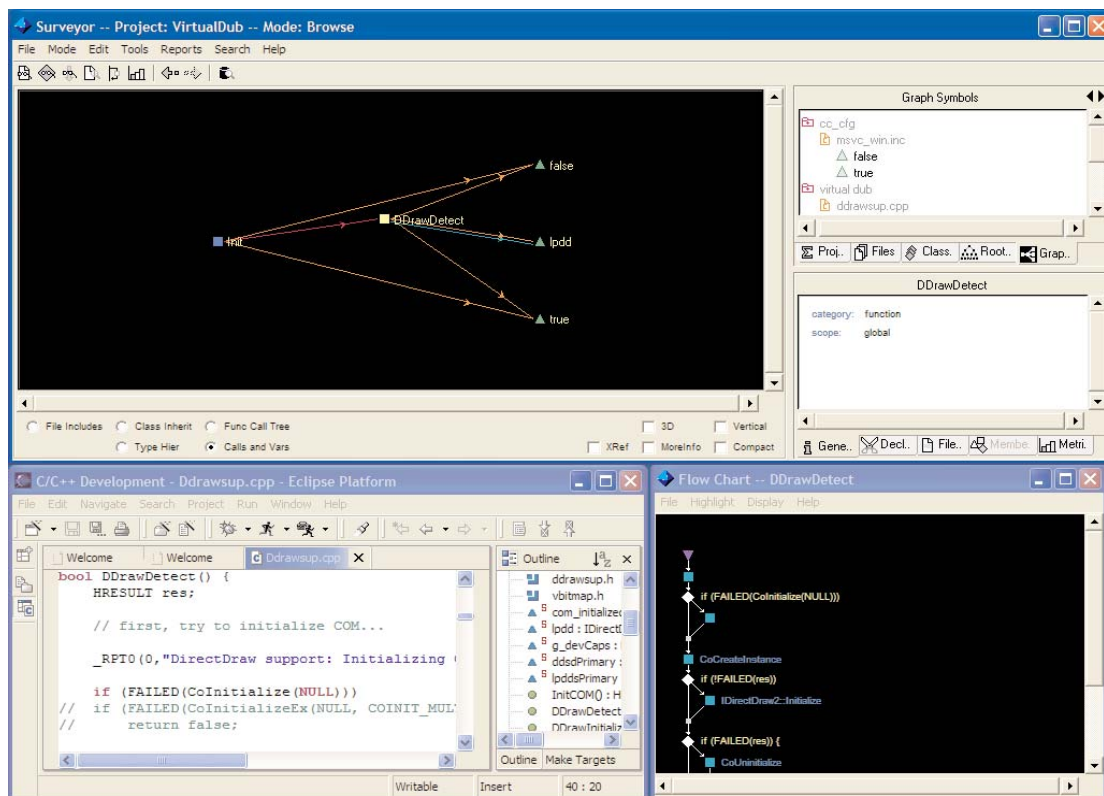 Surveyor -- Project: VirtualDub -- Mode: Browse
File Mode Edit Tools Reports Search Help
false
DDrawDetect
Init
lpdd
true
File Includes Class Inherit Func Call Tree
Type Hier Calls and Vars
3D Vertical
XRef MoreInfo Compact
Graph Symbols
cc_cfg
msvc_win.inc
false
true
virtual dub
ddrawsup.cpp
Proj.. Files Class. Root.. Grap..
DDrawDetect
category: function
scope: global
Gene.. Decl.. File.. Membe. Metri.
C/C++ Development - Ddrawsup.cpp - Eclipse Platform
File Edit Navigate Search Project Run Window Help
Welcome Welcome Ddrawsup.cpp
bool DDrawDetect() {
HRESULT res;
// first, try to initialize COM...
_RPT0(0,"DirectDraw support: Initializing
if (FAILED(CoInitialize(NULL)))
// if (FAILED(CoInitializeEx(NULL, COINIT_MUL
// return false;
Outline
ddrawsup.h
vbitmap.h
com_initialized
lpdd : IDirectD
g_devCaps :
ddsdPrimary :
lpddsPrimary
InitCOM() : H
DDrawDetect
DDrawInitializ
Outline Make Targets
Writable Insert 40 : 20
Flow Chart -- DDrawDetect
File Highlight Display Help
if (FAILED(CoInitialize(NULL)))
CoCreateInstance
if (!FAILED(res))
IDirectDraw2::Initialize
if (FAILED(res)) {
CoUninitialize